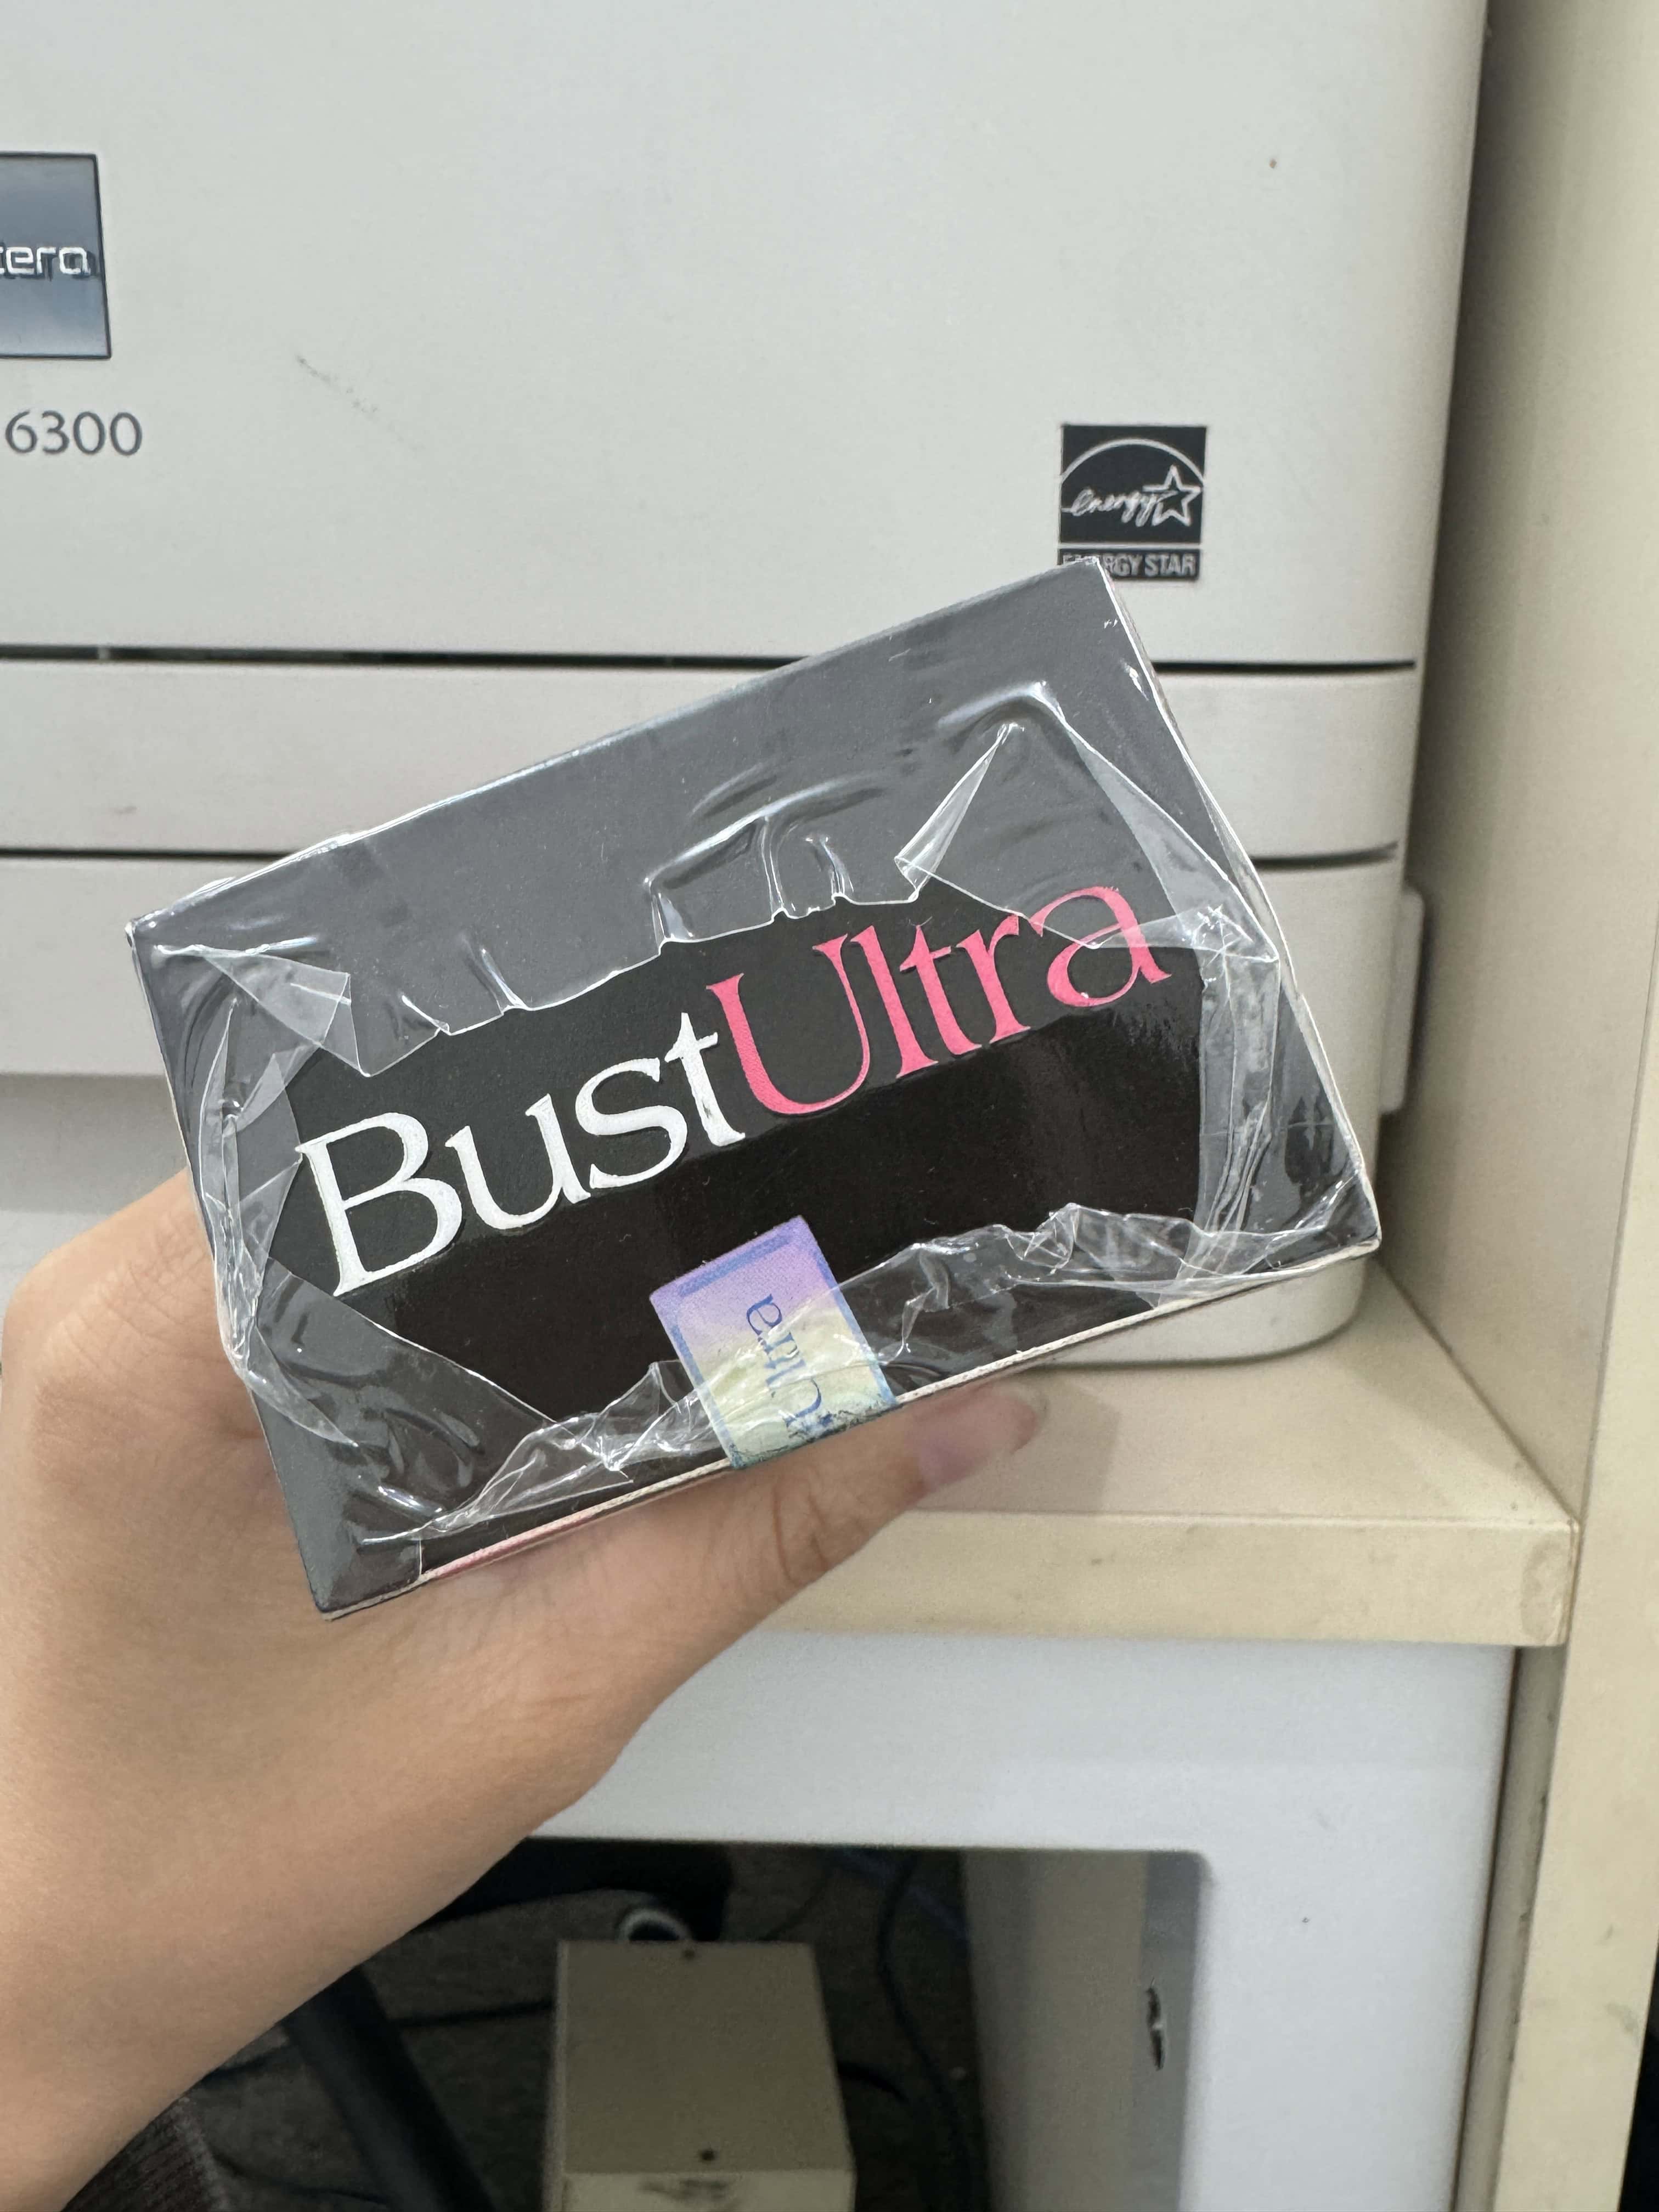 tera
6300
energy
ENERGY STAR
BustUltra
Ultra